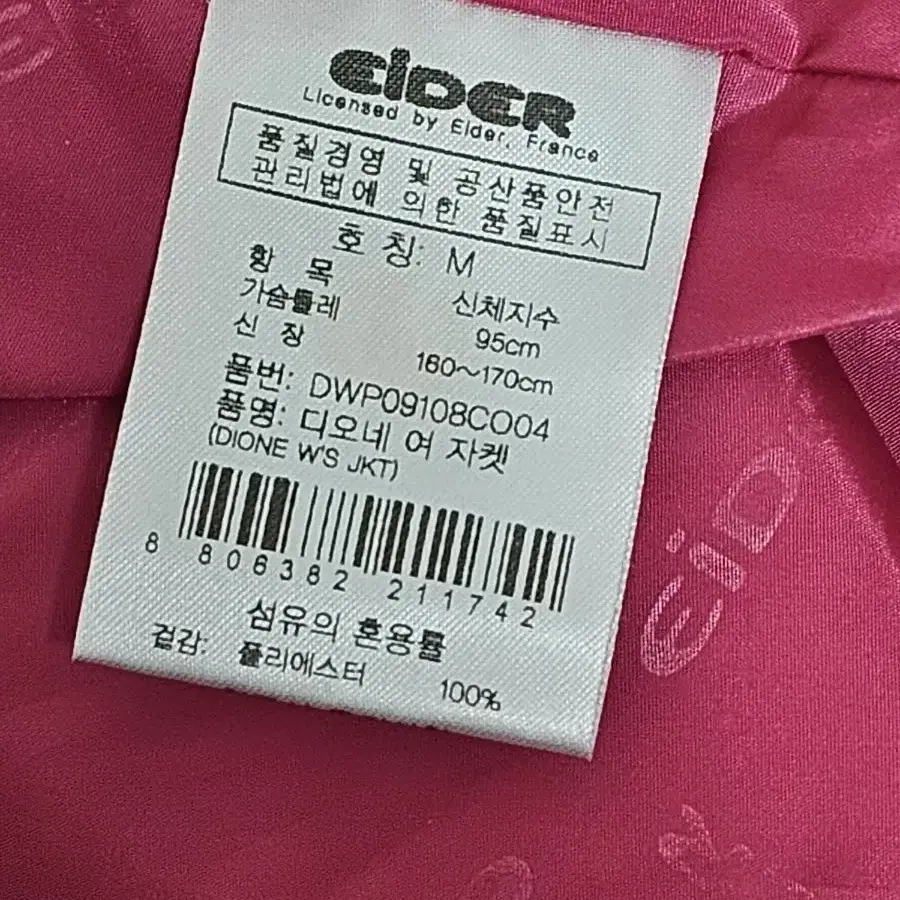 EiDER
Licensed by Eider, France
품질경영 및 공산품안전
관리법에 의한 품질표시
호 칭: M
항 목 신체지수
가슴둘레 95cm
신 장 160~170cm
품번: DWP09108CO04
품명: 디오네 여 자켓
(DIONE W'S JKT)
8 806382 211742
섬유의 혼용률
겉감: 폴리에스터 100%
EiD